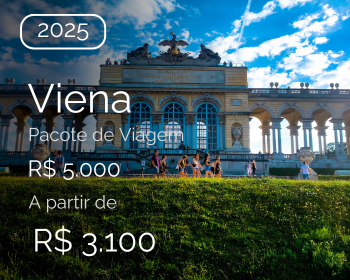 2025
Viena
Pacote de Viagem
R$ 5.000
A partir de
R$ 3.100